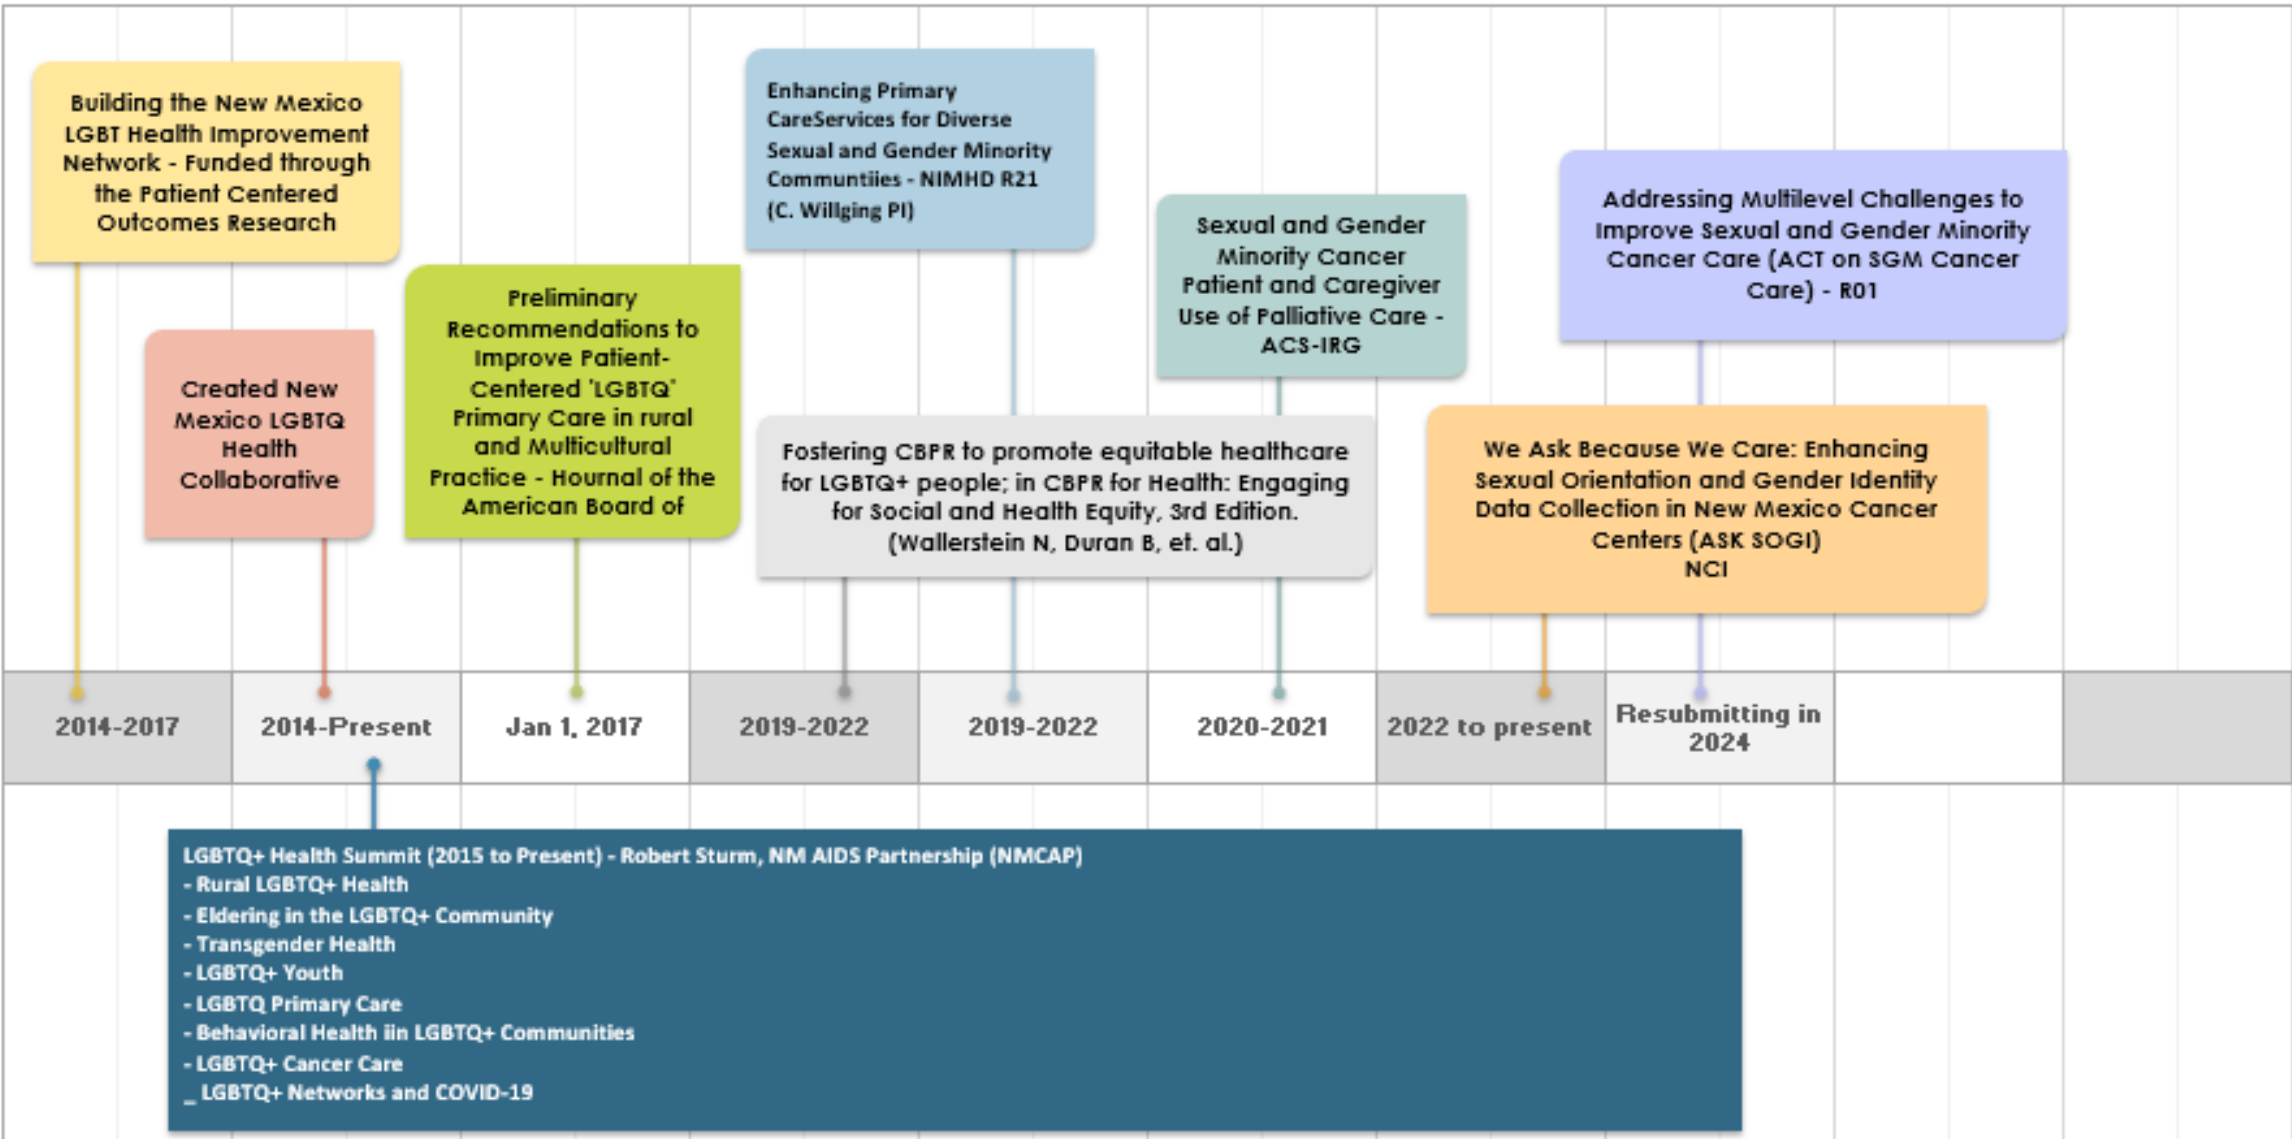 Building the New Mexico
LGBT Health Improvement
Network - Funded through
the Patient Centered
Outcomes Research
Created New
Mexico LGBTQ
Health
Collaborative
Preliminary
Recommendations to
Improve Patient-
Centered 'LGBTQ'
Primary Care in rural
and Multicultural
Practice - Hournal of the
American Board of
Enhancing Primary
CareServices for Diverse
Sexual and Gender Minority
Communtiies - NIMHD R21
(C. Willging PI)
Fostering CBPR to promote equitable healthcare
for LGBTQ+ people; in CBPR for Health: Engaging
for Social and Health Equity, 3rd Edition.
(Wallerstein N, Duran B, et. al.)
Sexual and Gender
Minority Cancer
Patient and Caregiver
Use of Palliative Care -
ACS-IRG
Addressing Multilevel Challenges to
Improve Sexual and Gender Minority
Cancer Care (ACT on SGM Cancer
Care) - R01
We Ask Because We Care: Enhancing
Sexual Orientation and Gender Identity
Data Collection in New Mexico Cancer
Centers (ASK SOGI)
NCI
2014-2017
2014-Present
Jan 1, 2017
2019-2022
2019-2022
2020-2021
2022 to present
Resubmitting in
2024
LGBTQ+ Health Summit (2015 to Present) - Robert Sturm, NM AIDS Partnership (NMCAP)
- Rural LGBTQ+ Health
- Eldering in the LGBTQ+ Community
- Transgender Health
- LGBTQ+ Youth
- LGBTQ Primary Care
- Behavioral Health iin LGBTQ+ Communities
- LGBTQ+ Cancer Care
_ LGBTQ+ Networks and COVID-19